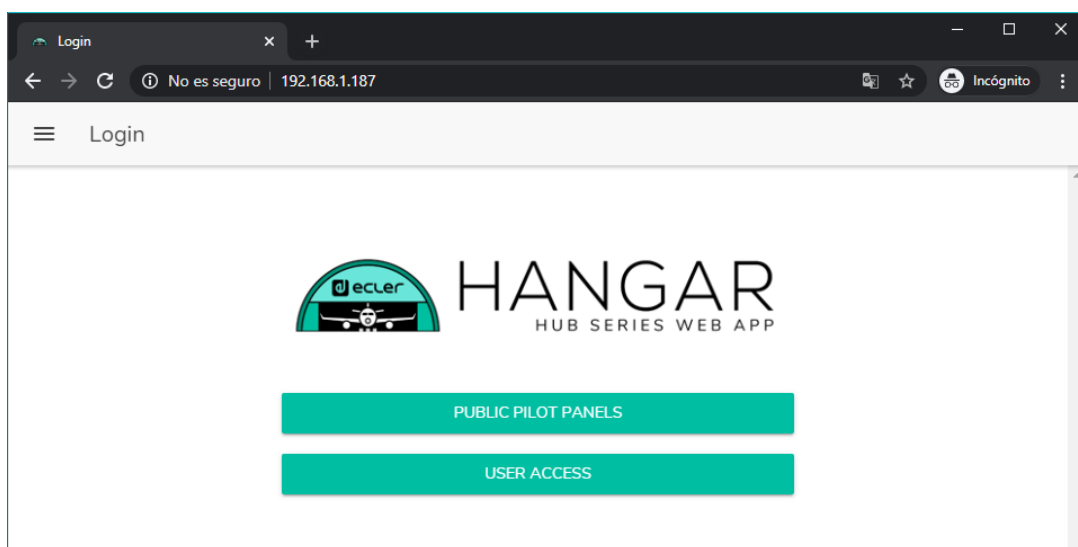 Login
No es seguro | 192.168.1.187
Incógnito
Login
ecler
HANGAR
HUB SERIES WEB APP
PUBLIC PILOT PANELS
USER ACCESS